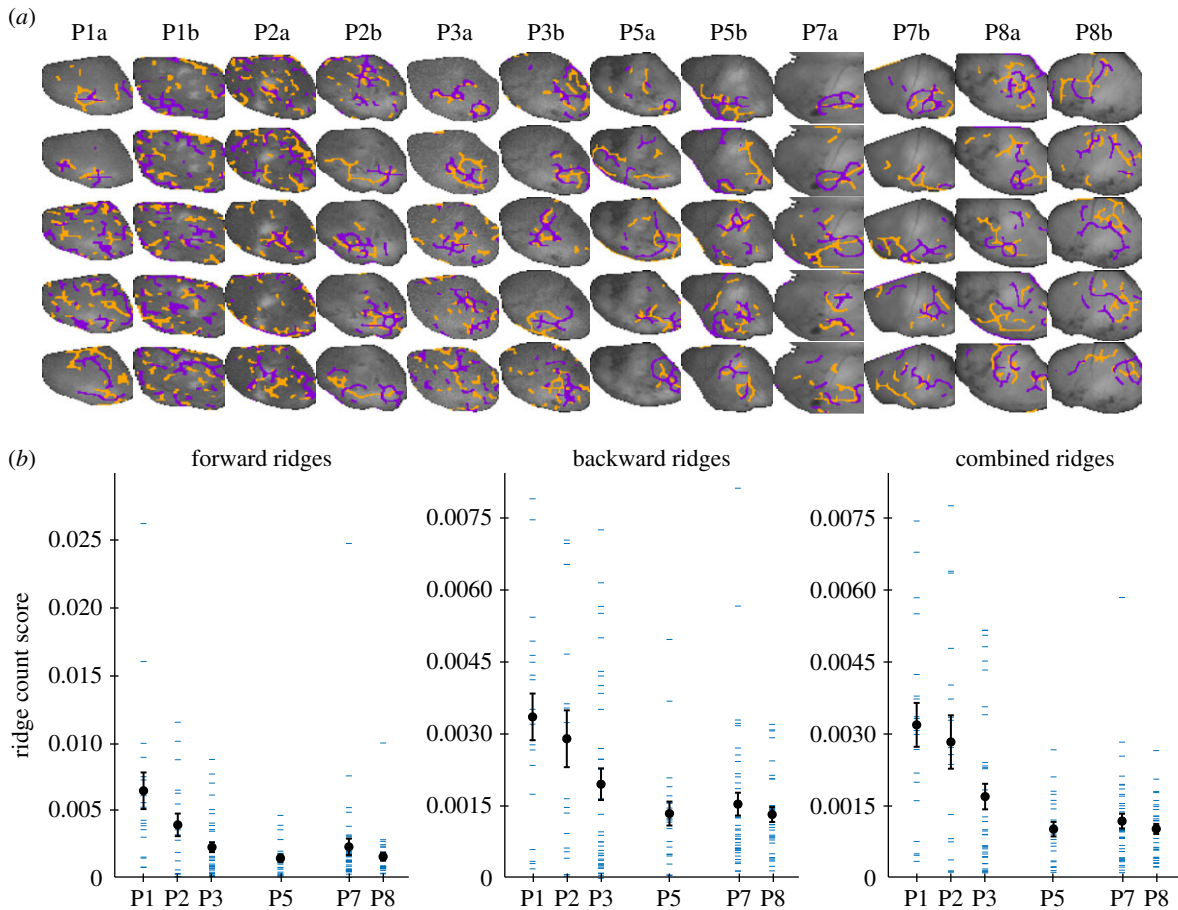 (a)
P1a P1b P2a P2b P3a P3b P5a P5b P7a P7b P8a P8b
(b)
forward ridges
backward ridges
combined ridges
ridge count score
0.025
0.020
0.015
0.010
0.005
0
P1 P2 P3 P5 P7 P8
0.0075
0.0060
0.0045
0.0030
0.0015
0
P1 P2 P3 P5 P7 P8
0.0075
0.0060
0.0045
0.0030
0.0015
0
P1 P2 P3 P5 P7 P8